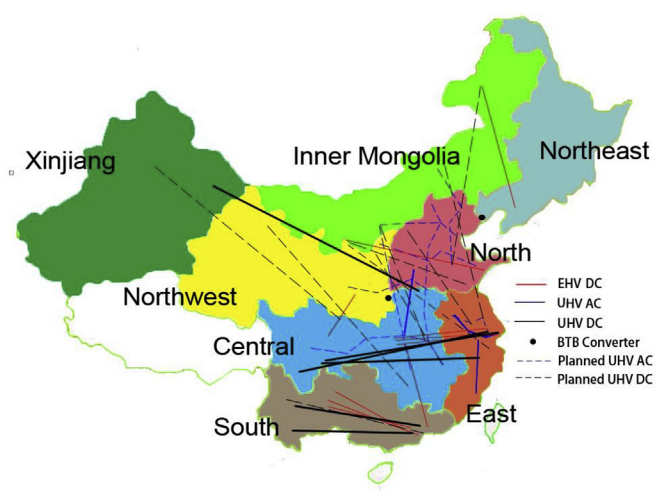 Xinjiang
Inner Mongolia
Northeast
North
Northwest
Central
South
East
EHV DC
UHV AC
UHV DC
BTB Converter
Planned UHV AC
Planned UHV DC